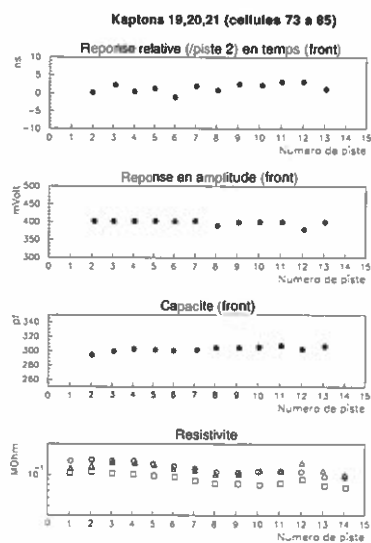 Kaptons 19,20,21 (cellules 73 a 85)
Reponse relative (/piste 2) en temps (front)
ns
10
5
0
-5
-10
0 1 2 3 4 5 6 7 8 9 10 11 12 13 14 15
Numero de piste
Reponse en amplitude (front)
mVolt
500
450
400
350
300
0 1 2 3 4 5 6 7 8 9 10 11 12 13 14 15
Numero de piste
Capacite (front)
pf
340
320
300
280
260
0 1 2 3 4 5 6 7 8 9 10 11 12 13 14 15
Numero de piste
Resistivite
MOhm
10⁻¹
0 1 2 3 4 5 6 7 8 9 10 11 12 13 14 15
Numero de piste